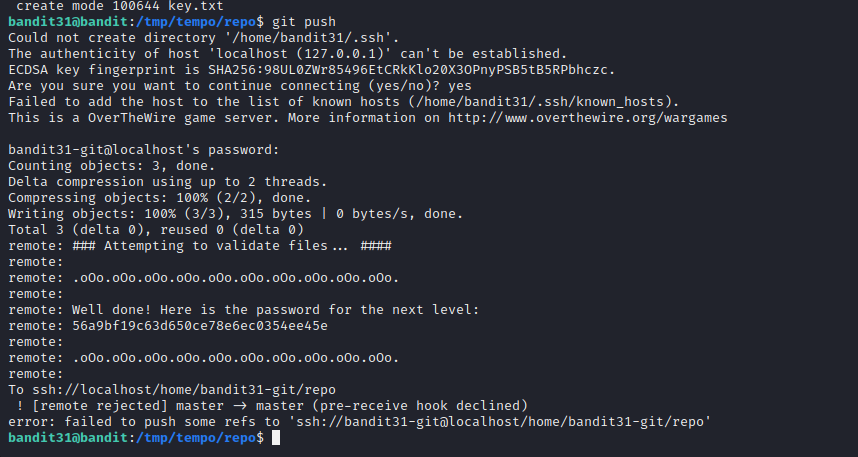 create mode 100644 key.txt
bandit31@bandit:/tmp/tempo/repo$ git push
Could not create directory '/home/bandit31/.ssh'.
The authenticity of host 'localhost (127.0.0.1)' can't be established.
ECDSA key fingerprint is SHA256:98UL0ZWr85496EtCRkKlo20X3OPnyPSB5tB5RPbhczc.
Are you sure you want to continue connecting (yes/no)? yes
Failed to add the host to the list of known hosts (/home/bandit31/.ssh/known_hosts).
This is a OverTheWire game server. More information on http://www.overthewire.org/wargames
bandit31-git@localhost's password:
Counting objects: 3, done.
Delta compression using up to 2 threads.
Compressing objects: 100% (2/2), done.
Writing objects: 100% (3/3), 315 bytes | 0 bytes/s, done.
Total 3 (delta 0), reused 0 (delta 0)
remote: ### Attempting to validate files... ####
remote:
remote: .oOo.oOo.oOo.oOo.oOo.oOo.oOo.oOo.oOo.oOo.
remote:
remote: Well done! Here is the password for the next level:
remote: 56a9bf19c63d650ce78e6ec0354ee45e
remote:
remote: .oOo.oOo.oOo.oOo.oOo.oOo.oOo.oOo.oOo.oOo.
remote:
To ssh://localhost/home/bandit31-git/repo
! [remote rejected] master -> master (pre-receive hook declined)
error: failed to push some refs to 'ssh://bandit31-git@localhost/home/bandit31-git/repo'
bandit31@bandit:/tmp/tempo/repo$